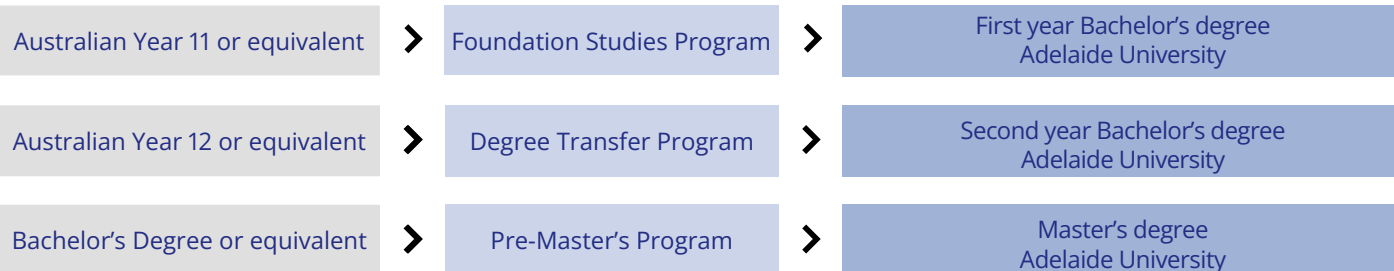 Australian Year 11 or equivalent
Foundation Studies Program
First year Bachelor’s degree
Adelaide University
Australian Year 12 or equivalent
Degree Transfer Program
Second year Bachelor’s degree
Adelaide University
Bachelor’s Degree or equivalent
Pre-Master’s Program
Master’s degree
Adelaide University